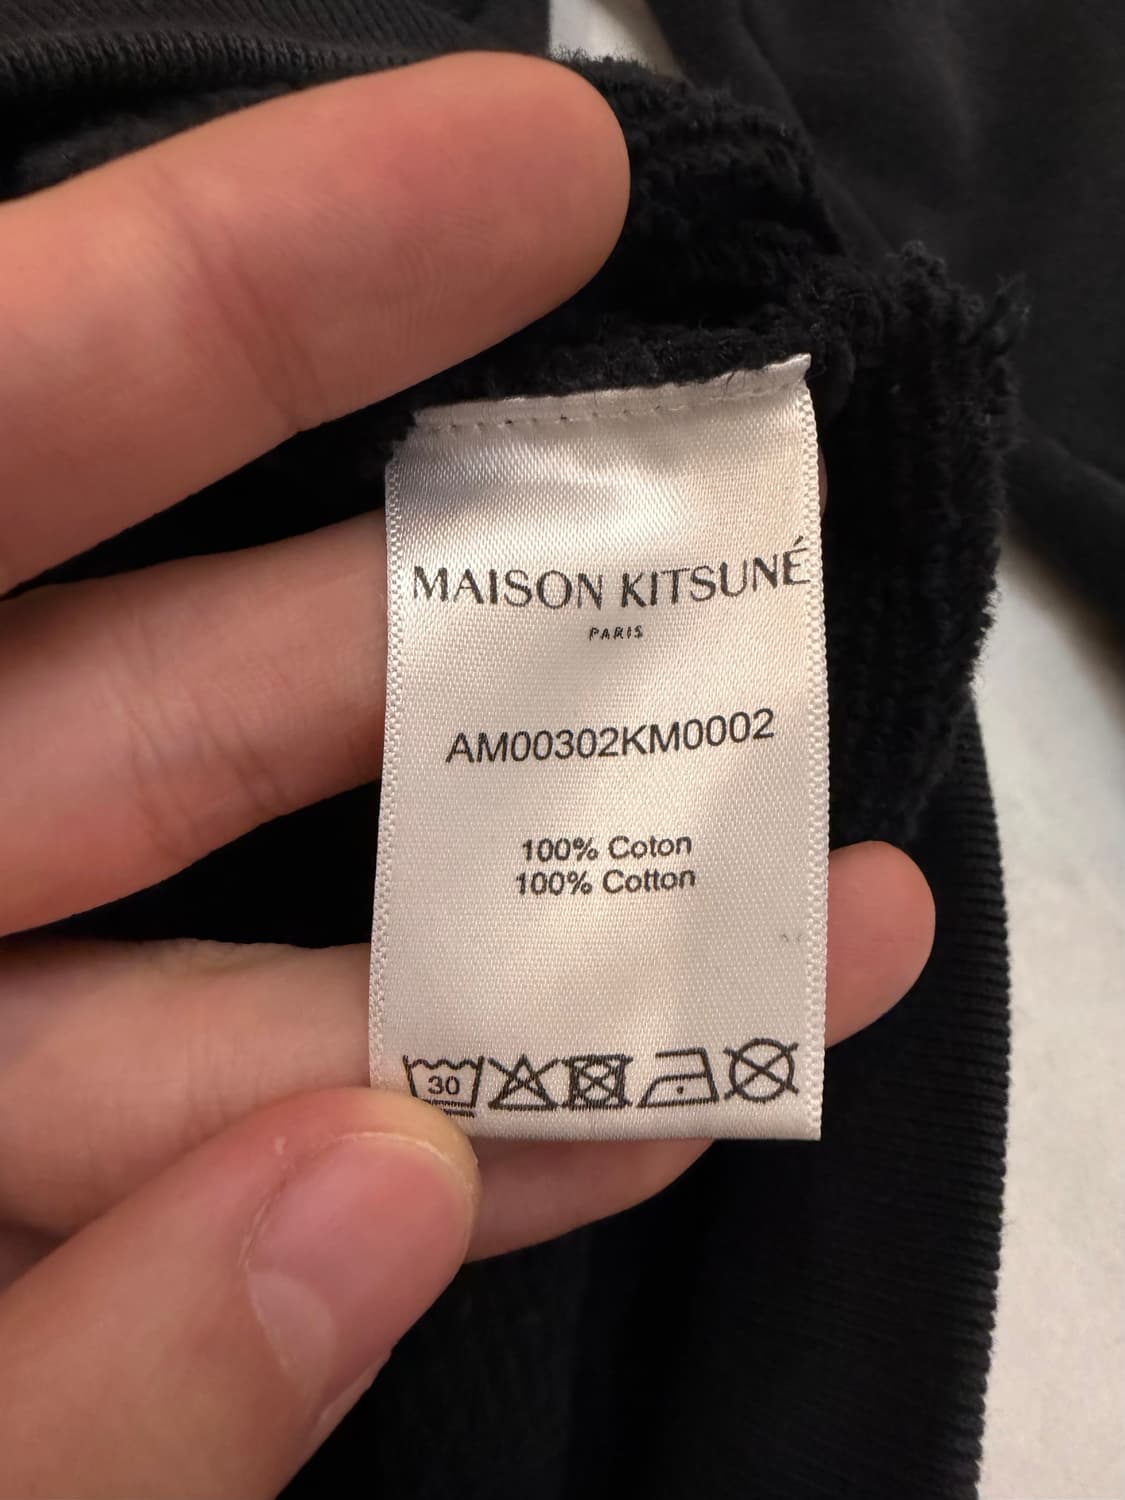 MAISON KITSUNÉ
PARIS
AM00302KM0002
100% Coton
100% Cotton
30